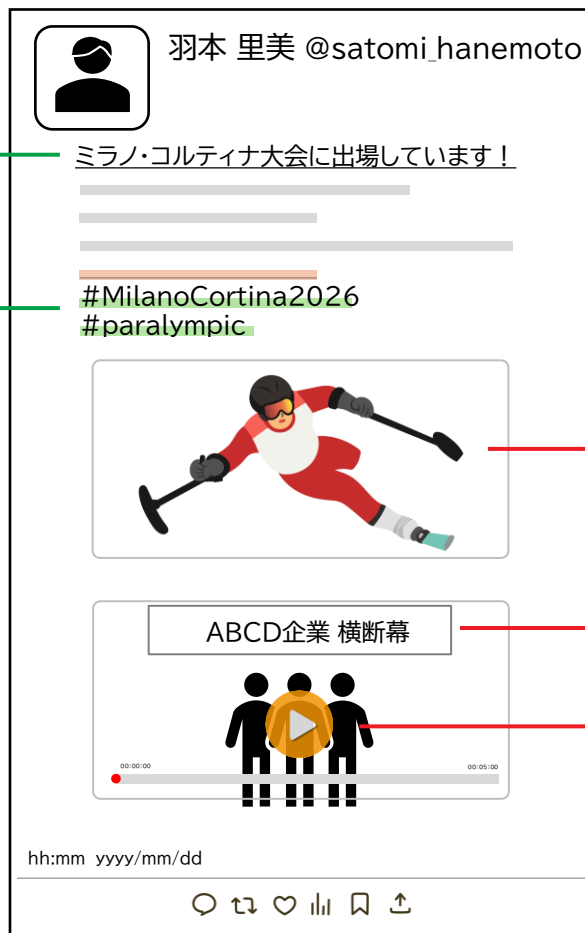 羽本 里美 @satomi_hanemoto
ミラノ・コルティナ大会に出場しています！
#MilanoCortina2026
#paralympic
ABCD企業 横断幕
00:00:00
00:05:00
hh:mm yyyy/mm/dd